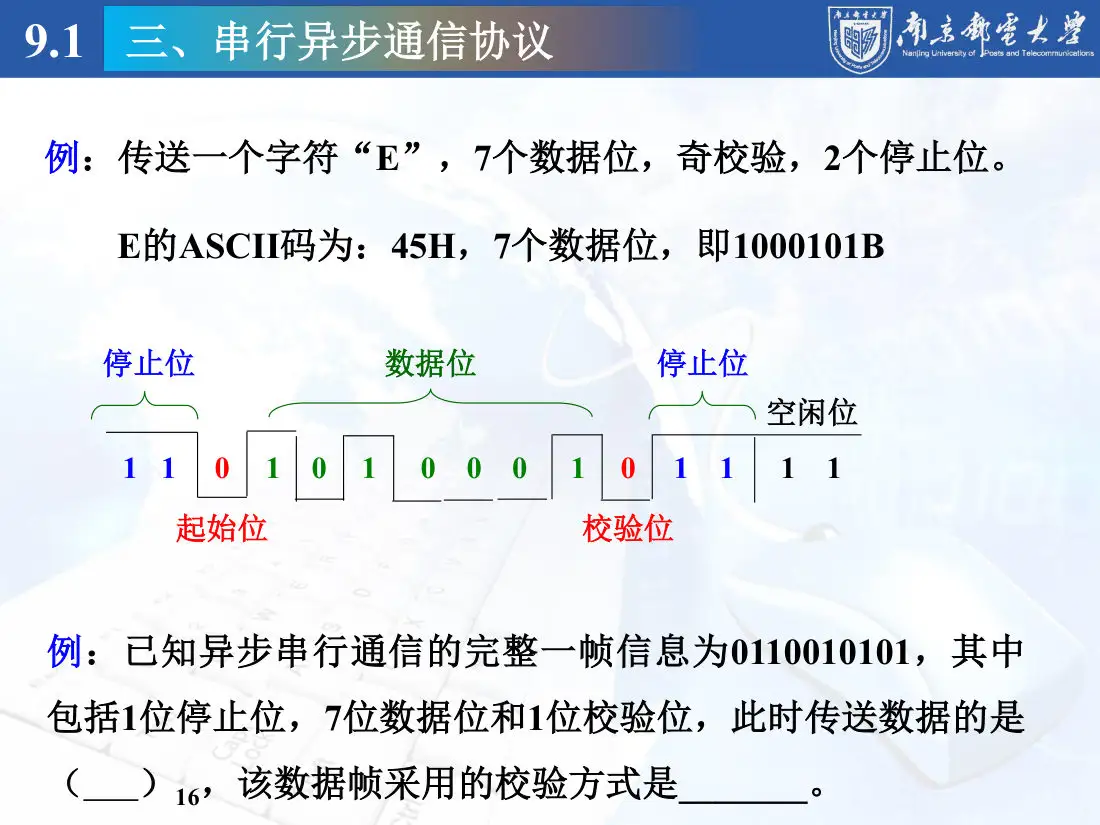 9.1 三、串行异步通信协议
南京邮电大学
Nanjing University of Posts and Telecommunications
例：传送一个字符“E”，7个数据位，奇校验，2个停止位。
E的ASCII码为：45H，7个数据位，即1000101B
停止位 数据位 停止位
空闲位
1 1 0 1 0 1 0 0 0 1 0 1 1 1 1
起始位 校验位
例：已知异步串行通信的完整一帧信息为0110010101，其中
包括1位停止位，7位数据位和1位校验位，此时传送数据的是
（___）16，该数据帧采用的校验方式是_______。